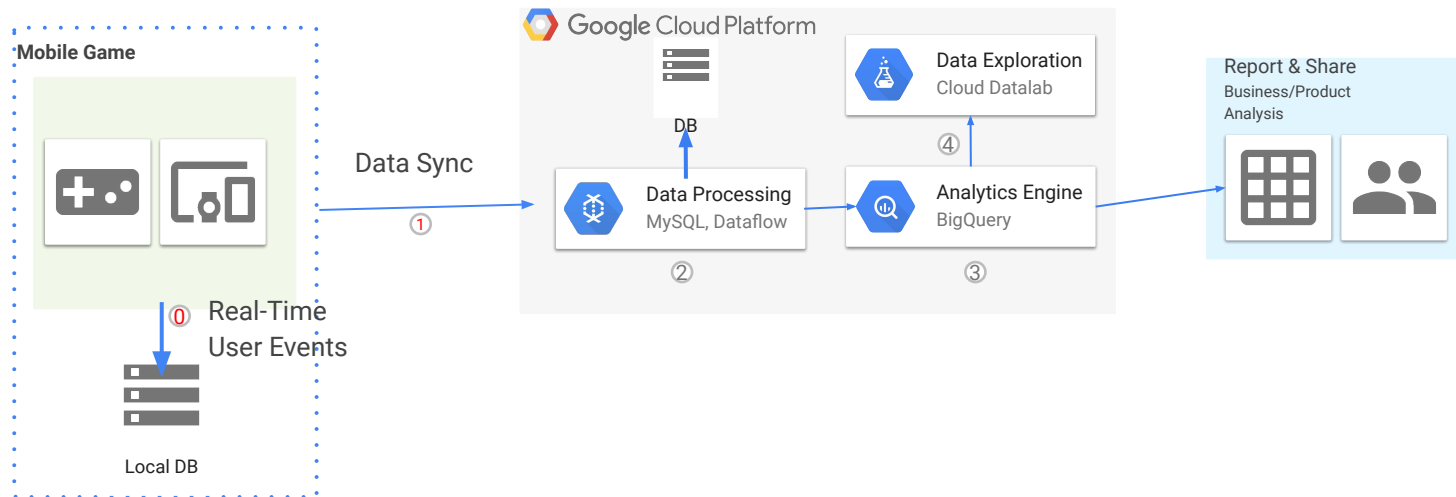 Mobile Game
⓪
Real-Time
User Events
Local DB
Data Sync
①
Google Cloud Platform
DB
Data Processing
MySQL, Dataflow
②
Data Exploration
Cloud Datalab
④
Analytics Engine
BigQuery
③
Report & Share
Business/Product
Analysis